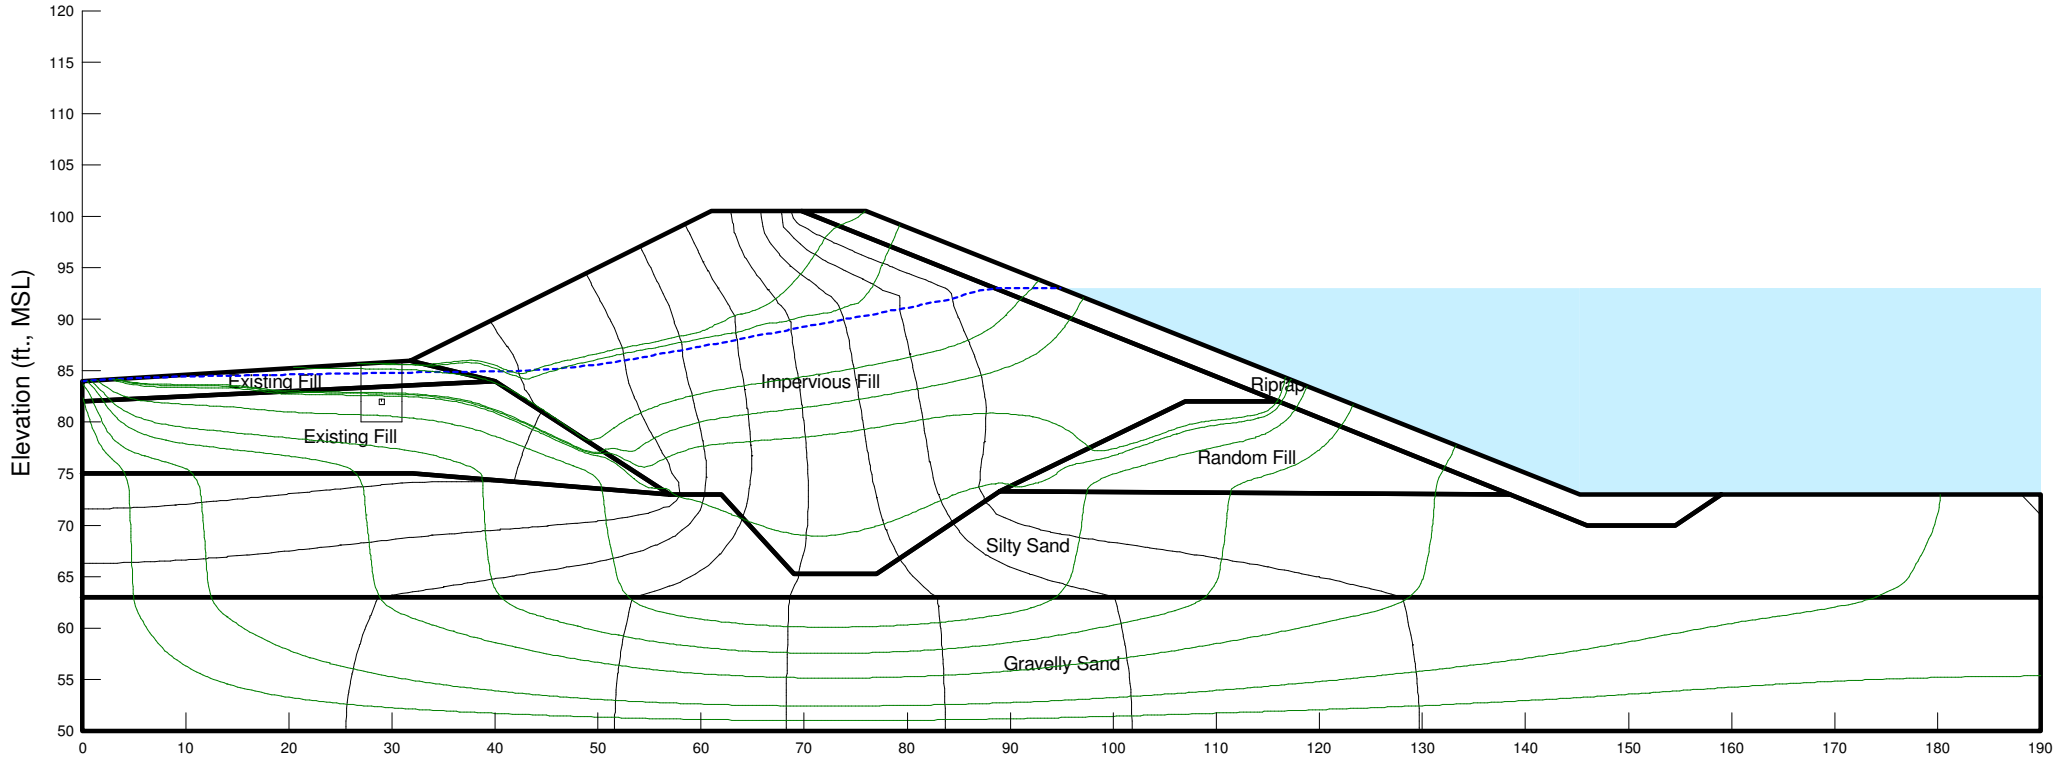 120
115
110
105
100
95
90
85
80
75
70
65
60
55
50
Elevation (ft., MSL)
Existing Fill
Impervious Fill
Riprap
Existing Fill
Random Fill
Silty Sand
Gravelly Sand
0 10 20 30 40 50 60 70 80 90 100 110 120 130 140 150 160 170 180 190